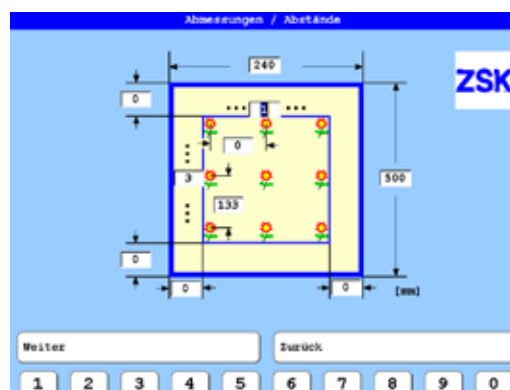 Abmessungen / Abstände
240
ZSK
0
1
0
3
500
133
0
0
0
[mm]
Weiter
Zurück
1 2 3 4 5 6 7 8 9 0